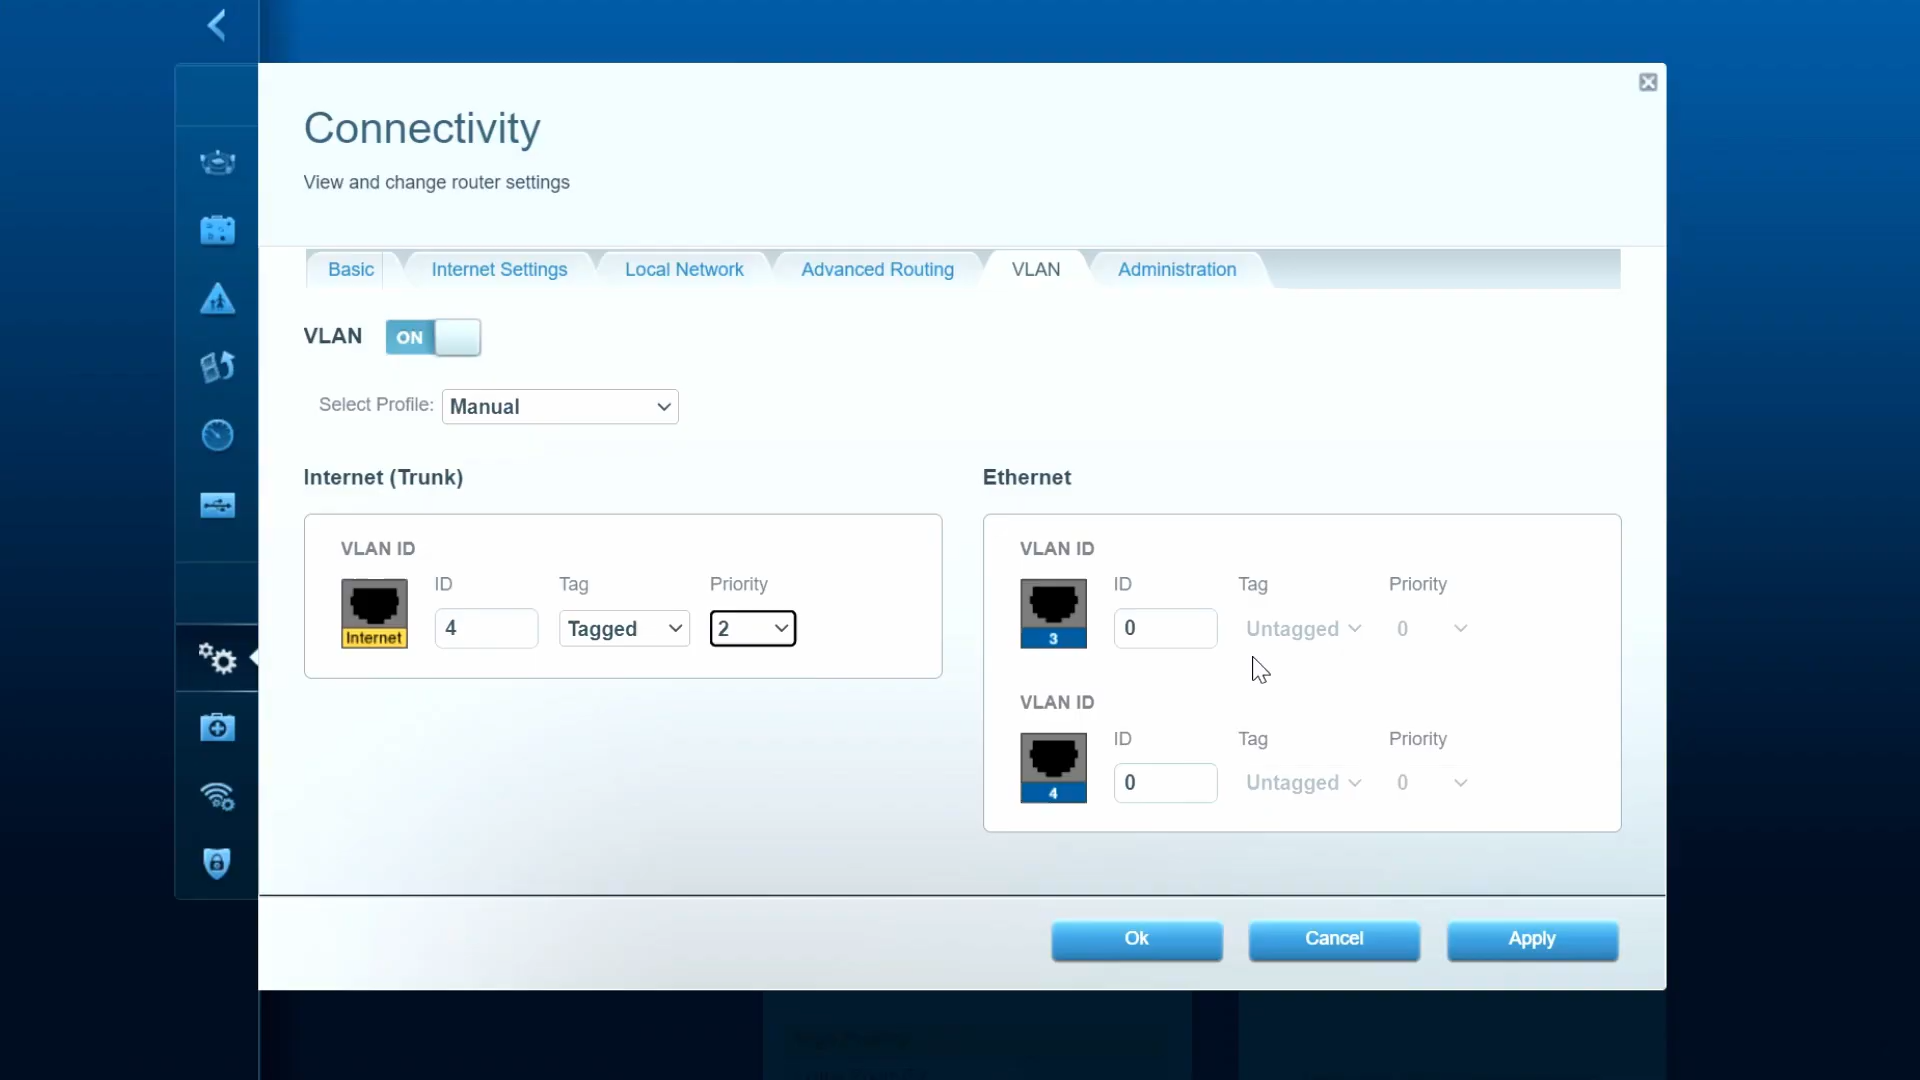 Connectivity
View and change router settings
Basic
Internet Settings
Local Network
Advanced Routing
VLAN
Administration
VLAN
ON
Select Profile:
Manual
Internet (Trunk)
VLAN ID
ID
Tag
Priority
Internet
4
Tagged
2
Ethernet
VLAN ID
ID
Tag
Priority
3
0
Untagged
0
VLAN ID
ID
Tag
Priority
4
0
Untagged
0
Ok
Cancel
Apply